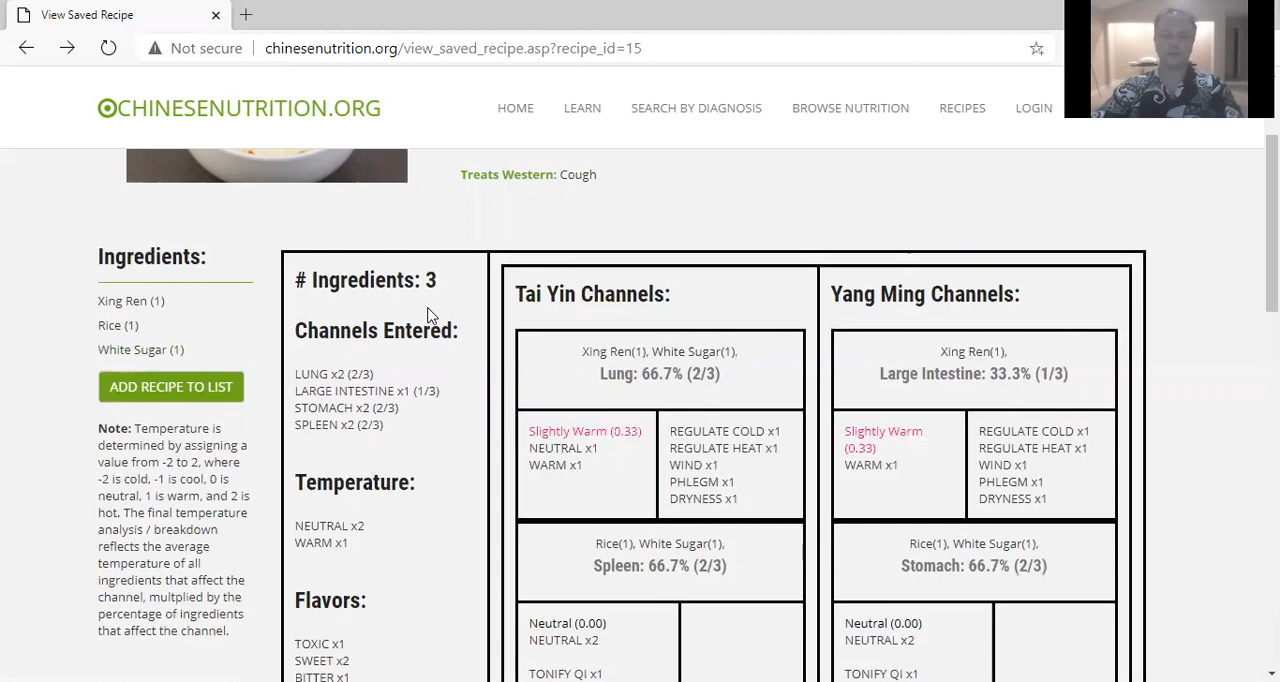 View Saved Recipe
Not secure
chinesenutrition.org/view_saved_recipe.asp?recipe_id=15
CHINESENUTRITION.ORG
HOME
LEARN
SEARCH BY DIAGNOSIS
BROWSE NUTRITION
RECIPES
LOGIN
Treats Western: Cough
Ingredients:
Xing Ren (1)
Rice (1)
White Sugar (1)
ADD RECIPE TO LIST
Note: Temperature is
determined by assigning a
value from -2 to 2, where
-2 is cold, -1 is cool, 0 is
neutral, 1 is warm, and 2 is
hot. The final temperature
analysis / breakdown
reflects the average
temperature of all
ingredients that affect the
channel, multplied by the
percentage of ingredients
that affect the channel.
# Ingredients: 3
Channels Entered:
LUNG x2 (2/3)
LARGE INTESTINE x1 (1/3)
STOMACH x2 (2/3)
SPLEEN x2 (2/3)
Temperature:
NEUTRAL x2
WARM x1
Flavors:
TOXIC x1
SWEET x2
BITTER x1
Tai Yin Channels:
Xing Ren(1), White Sugar(1),
Lung: 66.7% (2/3)
Slightly Warm (0.33)
NEUTRAL x1
WARM x1
REGULATE COLD x1
REGULATE HEAT x1
WIND x1
PHLEGM x1
DRYNESS x1
Rice(1), White Sugar(1),
Spleen: 66.7% (2/3)
Neutral (0.00)
NEUTRAL x2
TONIFY QI x1
Yang Ming Channels:
Xing Ren(1),
Large Intestine: 33.3% (1/3)
Slightly Warm
(0.33)
WARM x1
REGULATE COLD x1
REGULATE HEAT x1
WIND x1
PHLEGM x1
DRYNESS x1
Rice(1), White Sugar(1),
Stomach: 66.7% (2/3)
Neutral (0.00)
NEUTRAL x2
TONIFY QI x1